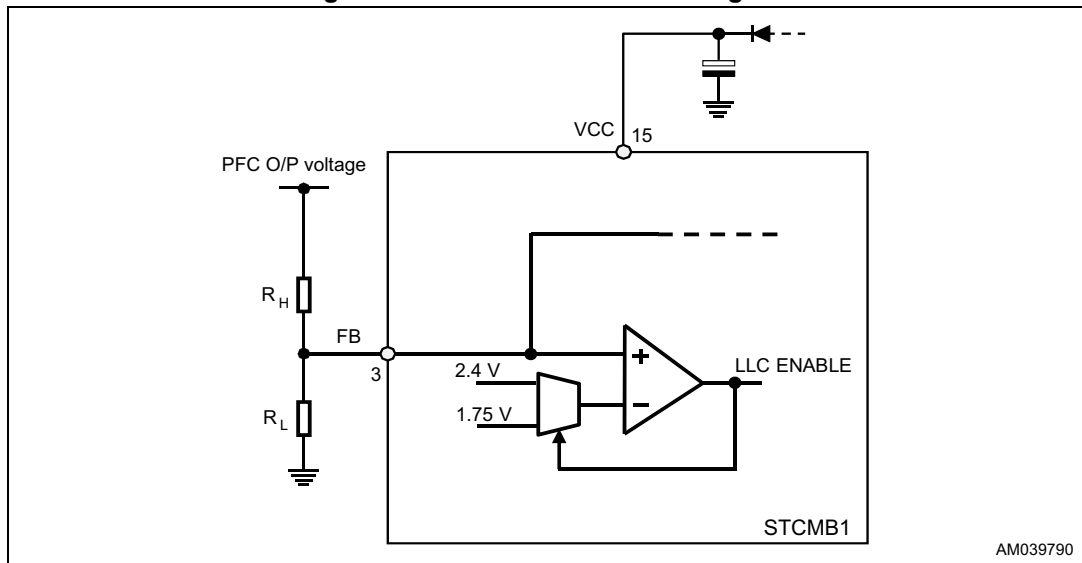 VCC
15
PFC O/P voltage
R H
FB
3
2.4 V
LLC ENABLE
1.75 V
R L
STCMB1
AM039790